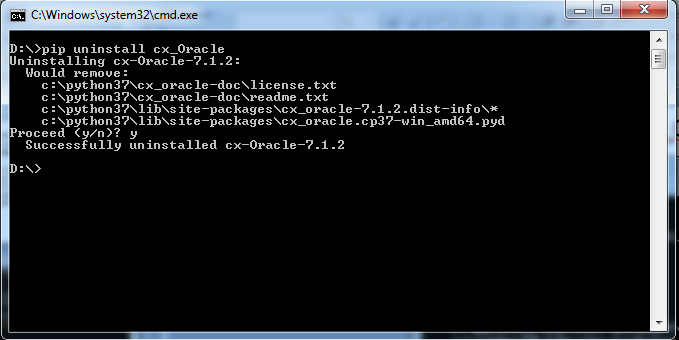 C:\Windows\system32\cmd.exe
D:\>pip uninstall cx_Oracle
Uninstalling cx-Oracle-7.1.2:
  Would remove:
    c:\python37\cx_oracle-doc\license.txt
    c:\python37\cx_oracle-doc\readme.txt
    c:\python37\lib\site-packages\cx_oracle-7.1.2.dist-info\*
    c:\python37\lib\site-packages\cx_oracle.cp37-win_amd64.pyd
Proceed (y/n)? y
  Successfully uninstalled cx-Oracle-7.1.2
D:\>